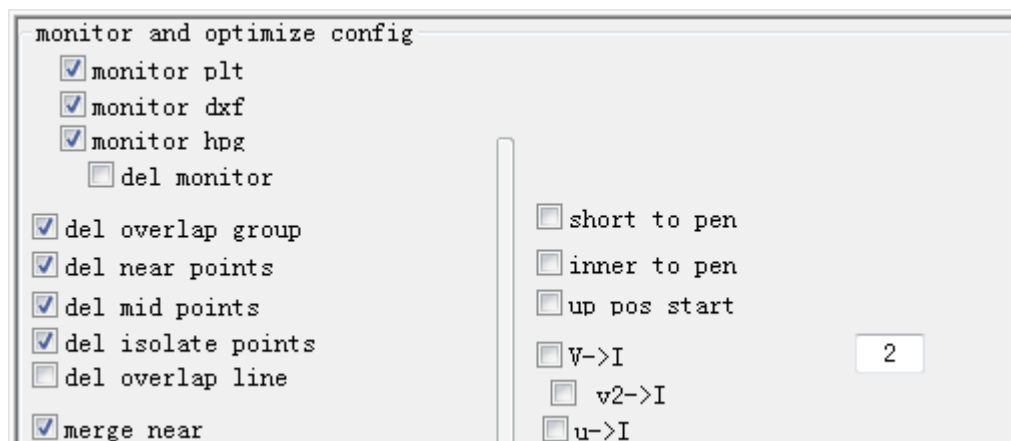 monitor and optimize config
monitor plt
monitor dxf
monitor hpg
del monitor
del overlap group
del near points
del mid points
del isolate points
del overlap line
merge near
short to pen
inner to pen
up pos start
V->I
2
v2->I
u->I